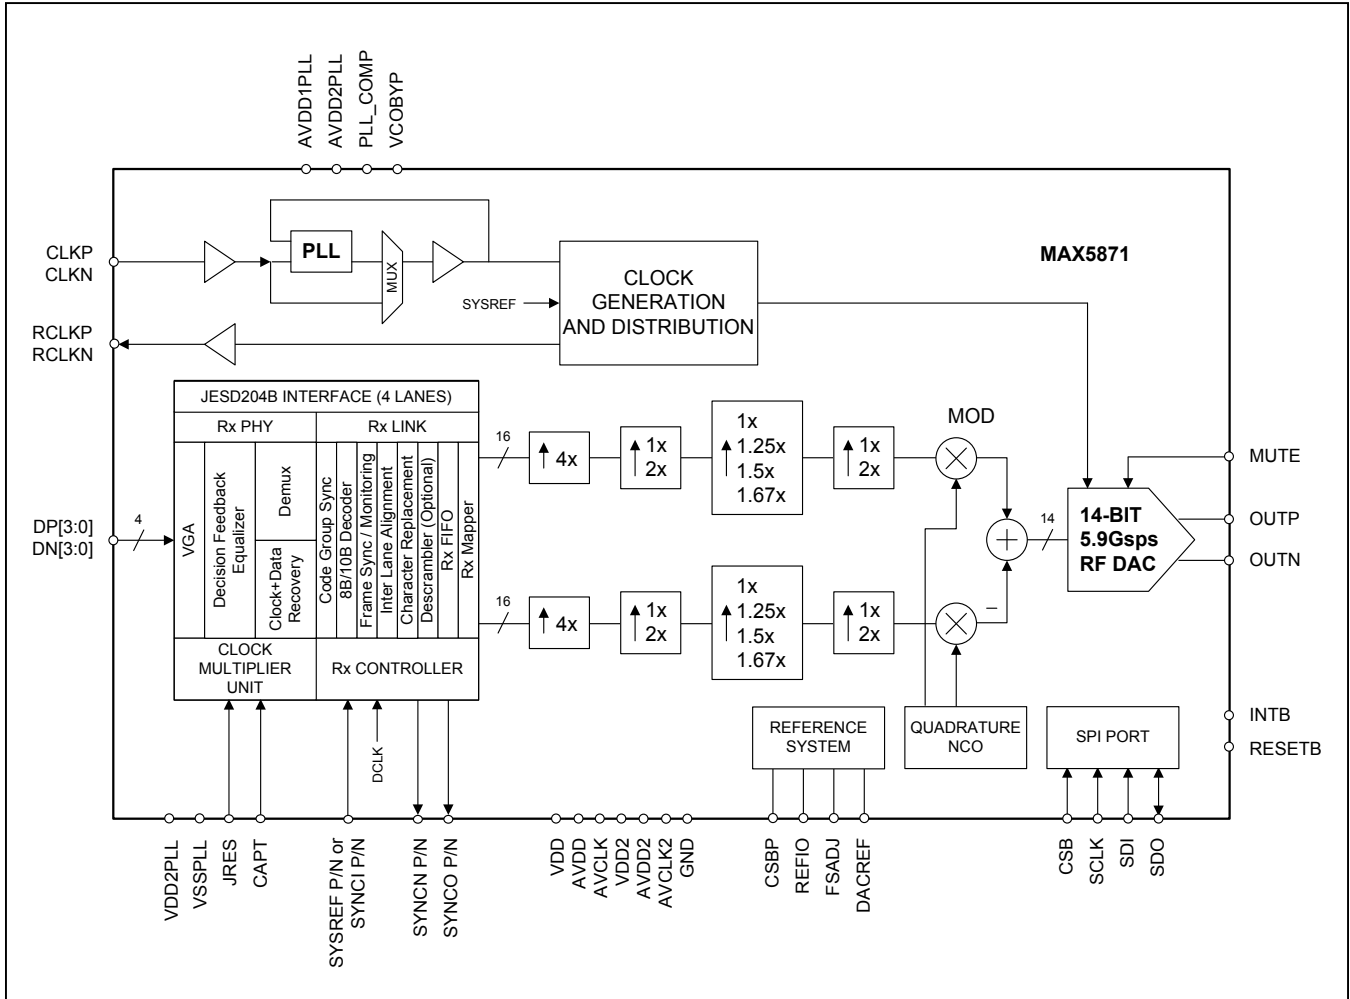 AVDD1PLL
AVDD2PLL
PLL_COMP
VCOBYP
CLKP
CLKN
PLL
MUX
CLOCK
GENERATION
AND DISTRIBUTION
SYSREF
MAX5871
RCLKP
RCLKN
JESD204B INTERFACE (4 LANES)
Rx PHY
Rx LINK
VGA
Decision Feedback
Equalizer
Demux
Clock+Data
Recovery
Code Group Sync
8B/10B Decoder
Frame Sync / Monitoring
Inter Lane Alignment
Character Replacement
Descrambler (Optional)
Rx FIFO
Rx Mapper
CLOCK
MULTIPLIER
UNIT
Rx CONTROLLER
DP[3:0]
DN[3:0]
4
16
4x
1x
2x
1x
1.25x
1.5x
1.67x
1x
2x
MOD
16
4x
1x
2x
1x
1.25x
1.5x
1.67x
1x
2x
+
−
14
14-BIT
5.9Gsps
RF DAC
MUTE
OUTP
OUTN
INTB
RESETB
DCLK
REFERENCE
SYSTEM
QUADRATURE
NCO
SPI PORT
VDD2PLL
VSSPLL
JRES
CAPT
SYSREF P/N or
SYNCI P/N
SYNCN P/N
SYNCO P/N
VDD
AVDD
AVCLK
VDD2
AVDD2
AVCLK2
GND
CSBP
REFIO
FSADJ
DACREF
CSB
SCLK
SDI
SDO